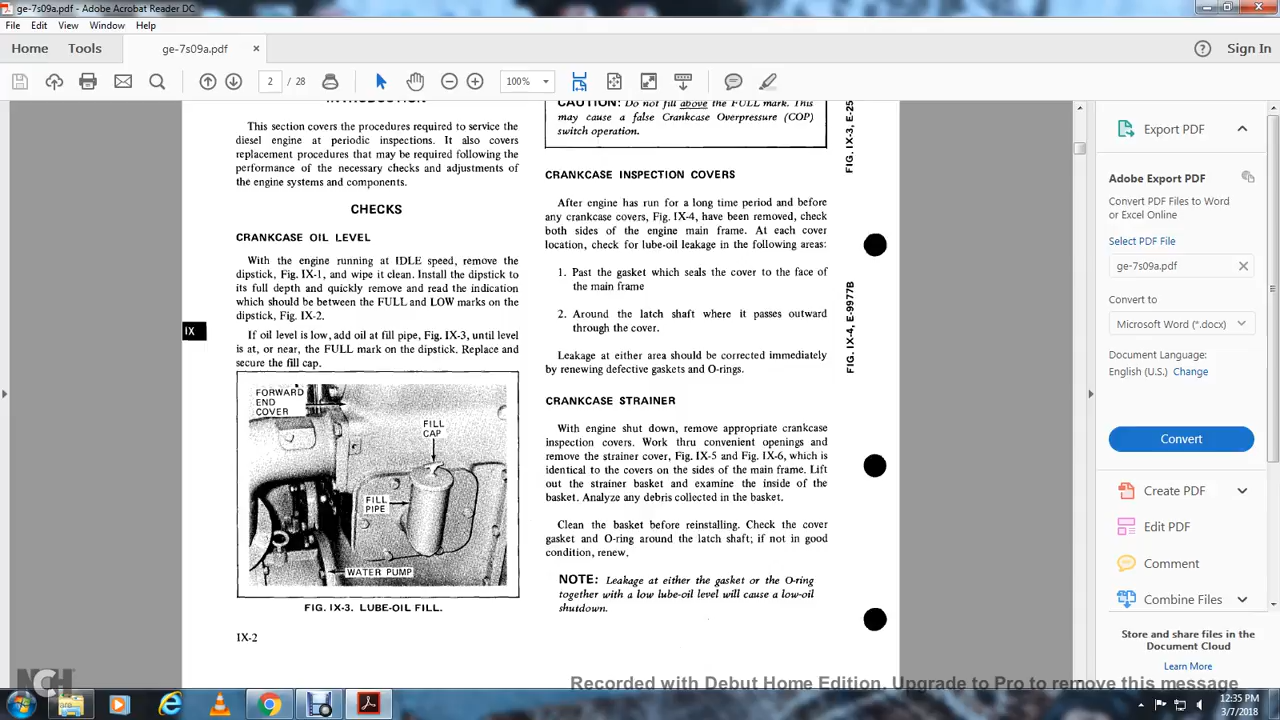 ge-7s09a.pdf - Adobe Acrobat Reader DC
File Edit View Window Help
Home Tools ge-7s09a.pdf × Sign In
2 / 28 100%
INTRODUCTION
This section covers the procedures required to service the
diesel engine at periodic inspections. It also covers
replacement procedures that may be required following the
performance of the necessary checks and adjustments of
the engine systems and components.
CHECKS
CRANKCASE OIL LEVEL
With the engine running at IDLE speed, remove the
dipstick, Fig. IX-1, and wipe it clean. Install the dipstick to
its full depth and quickly remove and read the indication
which should be between the FULL and LOW marks on the
dipstick, Fig. IX-2.
IX
If oil level is low, add oil at fill pipe, Fig. IX-3, until level
is at, or near, the FULL mark on the dipstick. Replace and
secure the fill cap.
FORWARD
END
COVER
FILL
CAP
FILL
PIPE
WATER PUMP
FIG. IX-3. LUBE-OIL FILL.
IX-2
CAUTION: Do not fill above the FULL mark. This
may cause a false Crankcase Overpressure (COP)
switch operation.
CRANKCASE INSPECTION COVERS
After engine has run for a long time period and before
any crankcase covers, Fig. IX-4, have been removed, check
both sides of the engine main frame. At each cover
location, check for lube-oil leakage in the following areas:
1. Past the gasket which seals the cover to the face of
the main frame
2. Around the latch shaft where it passes outward
through the cover.
Leakage at either area should be corrected immediately
by renewing defective gaskets and O-rings.
CRANKCASE STRAINER
With engine shut down, remove appropriate crankcase
inspection covers. Work thru convenient openings and
remove the strainer cover, Fig. IX-5 and Fig. IX-6, which is
identical to the covers on the sides of the main frame. Lift
out the strainer basket and examine the inside of the
basket. Analyze any debris collected in the basket.
Clean the basket before reinstalling. Check the cover
gasket and O-ring around the latch shaft; if not in good
condition, renew.
NOTE: Leakage at either the gasket or the O-ring
together with a low lube-oil level will cause a low-oil
shutdown.
FIG. IX-3, E-25
FIG. IX-4, E-9977B
Export PDF
Adobe Export PDF
Convert PDF Files to Word
or Excel Online
Select PDF File
ge-7s09a.pdf
Convert to
Microsoft Word (*.docx)
Document Language:
English (U.S.) Change
Convert
Create PDF
Edit PDF
Comment
Combine Files
Store and share files in the
Document Cloud
Learn More
NCH
Recorded with Debut Home Edition. Upgrade to Pro to remove this message
12:35 PM
3/7/2018